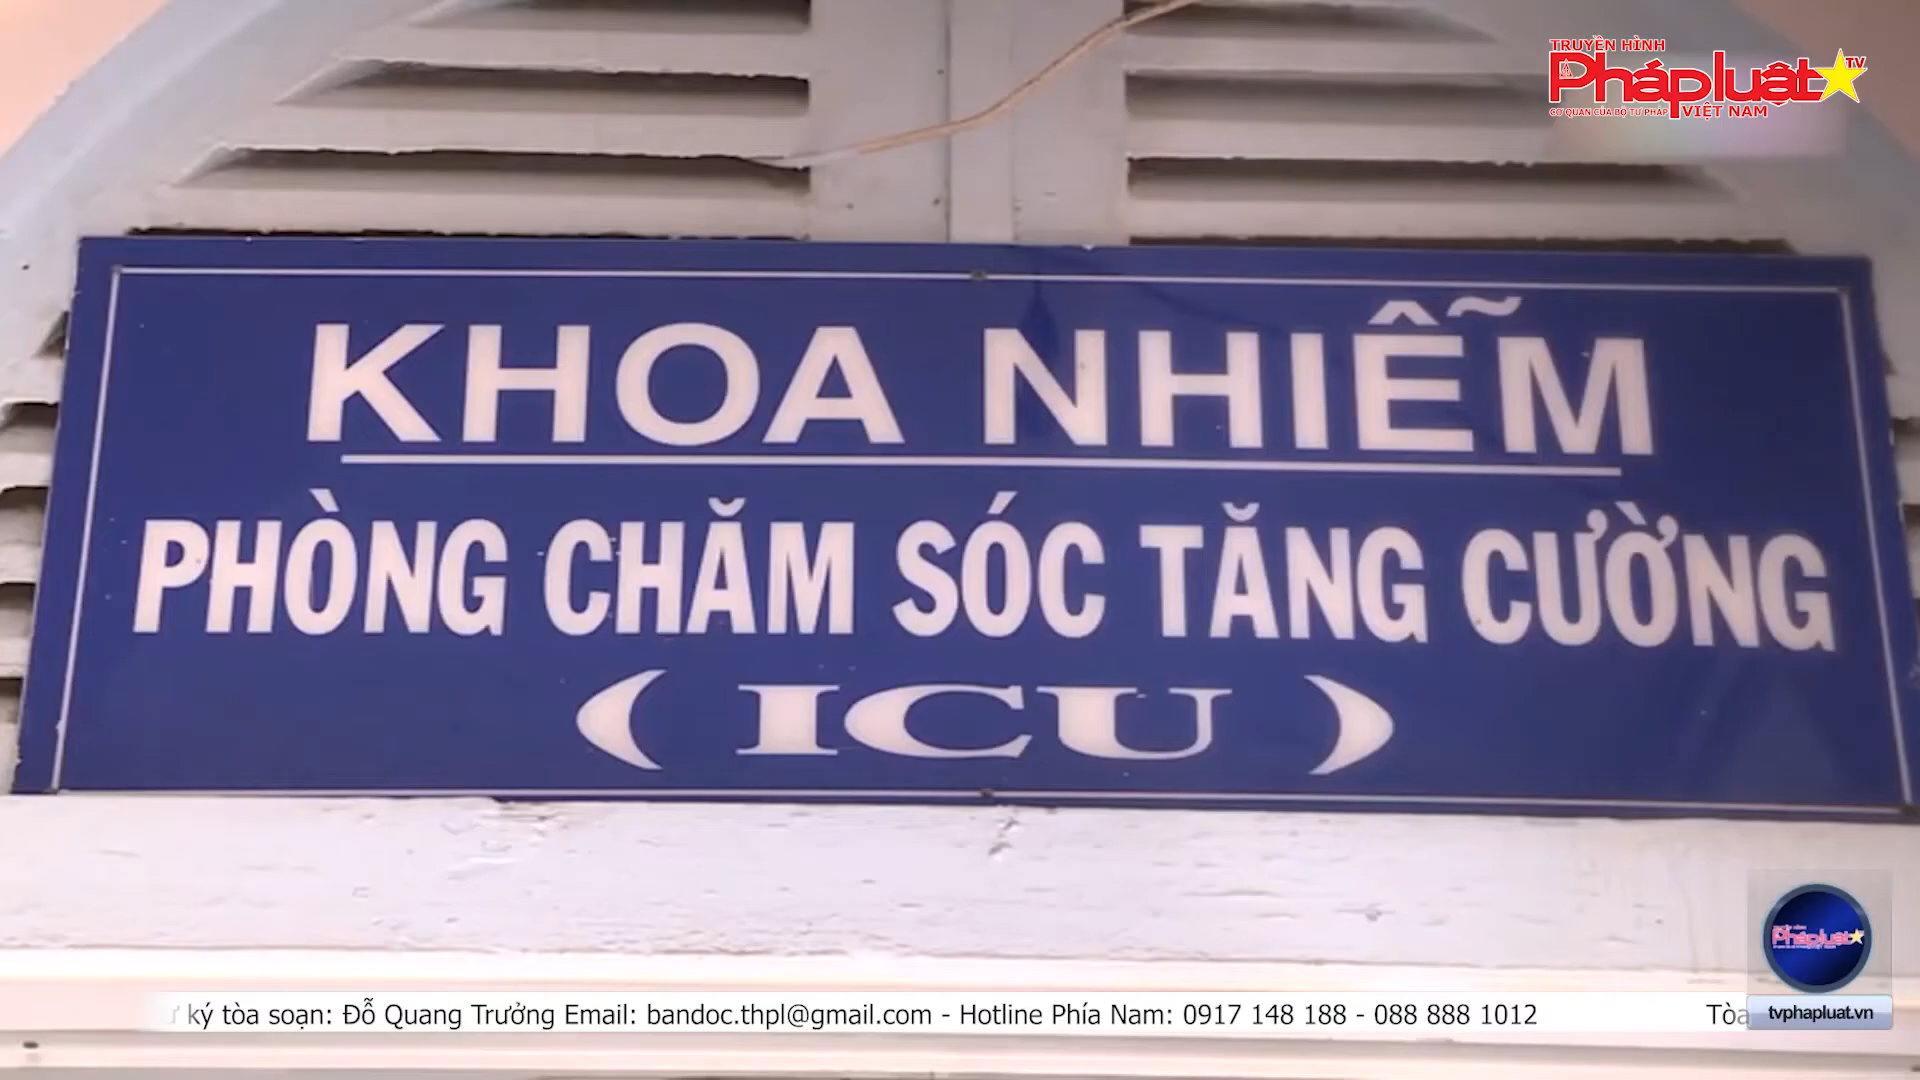 TRUYỀN HÌNH
Phápluật TV
CƠ QUAN CỦA BỘ TƯ PHÁP VIỆT NAM
KHOA NHIỄM
PHÒNG CHĂM SÓC TĂNG CƯỜNG
( ICU )
Phápluật
ký tòa soạn: Đỗ Quang Trưởng Email: bandoc.thpl@gmail.com - Hotline Phía Nam: 0917 148 188 - 088 888 1012 Tòa
tvphapluat.vn